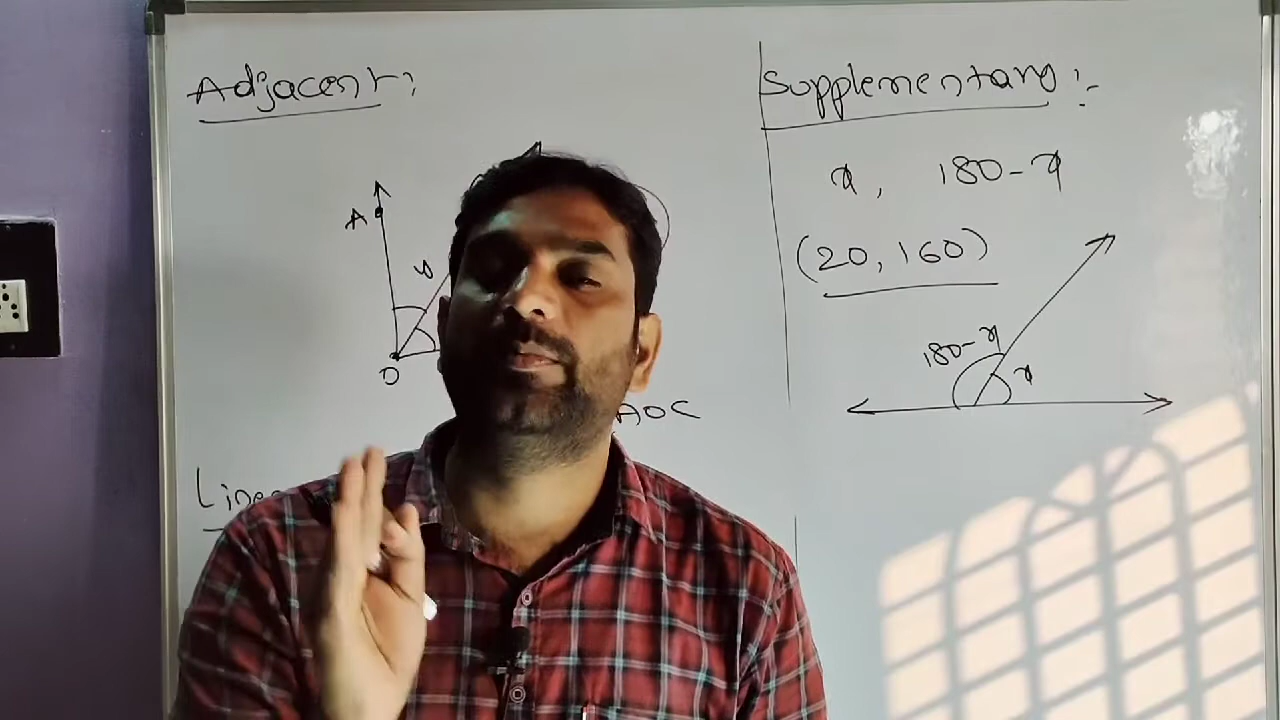 Adjacent:
A
O
AOC
Supplementary :-
x, 180-x
(20, 160)
180-x
x